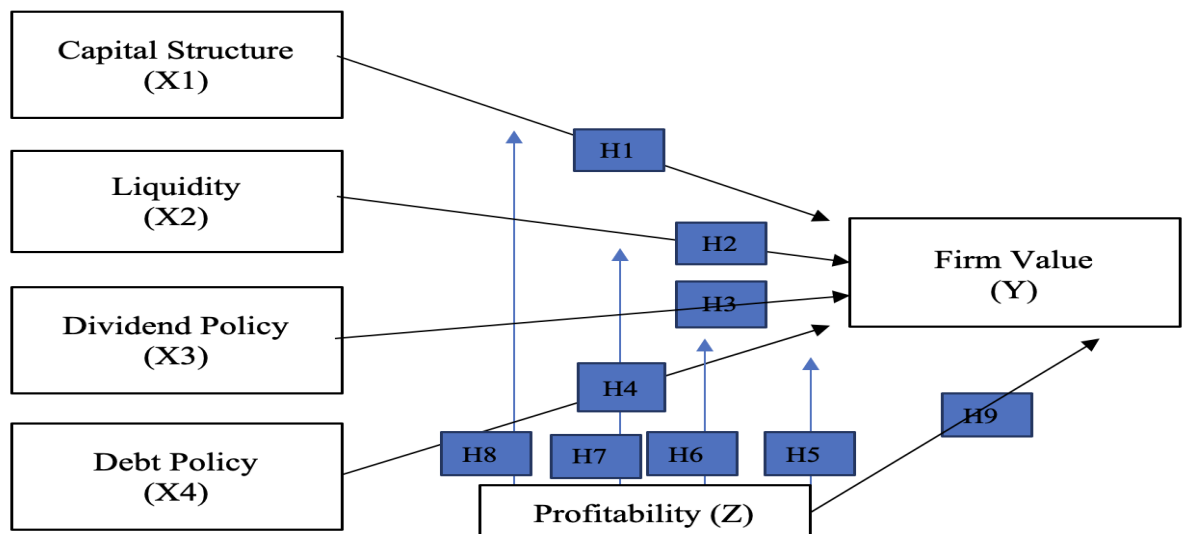 Capital Structure
(X1)
H1
Liquidity
(X2)
H2
Firm Value
(Y)
Dividend Policy
(X3)
H3
H4
H9
Debt Policy
(X4)
H8
H7
H6
H5
Profitability (Z)